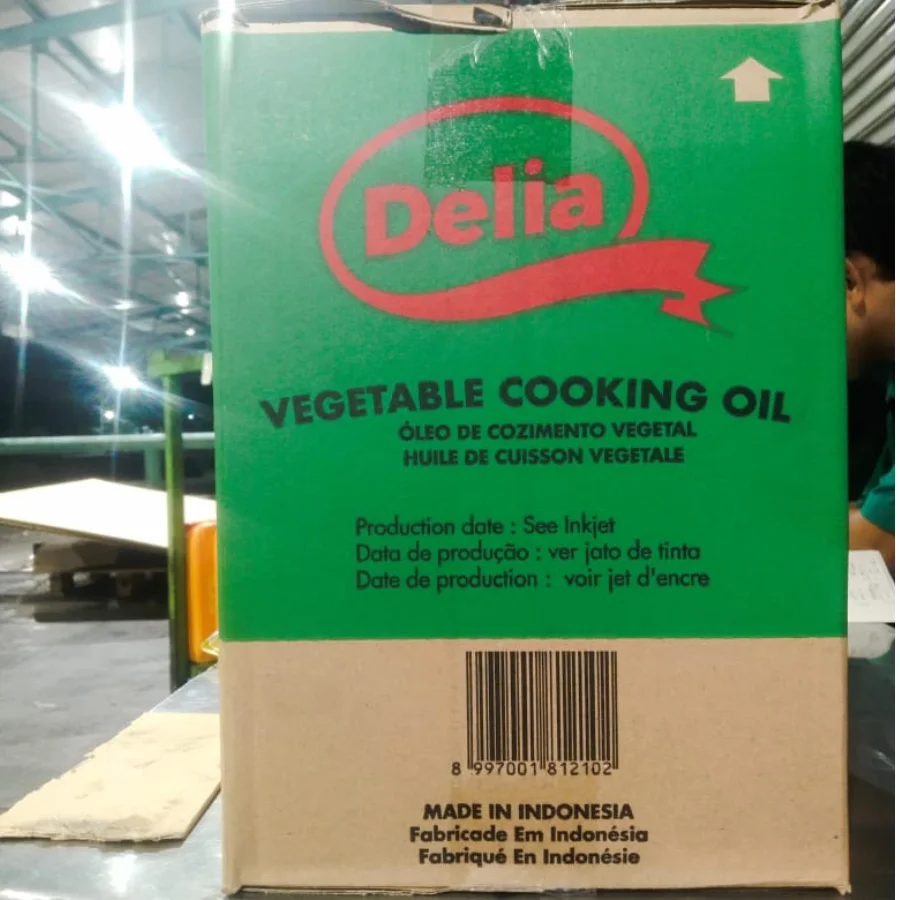 Delia
VEGETABLE COOKING OIL
ÓLEO DE COZIMENTO VEGETAL
HUILE DE CUISSON VEGETALE
Production date : See Inkjet
Data de produção : ver jato de tinta
Date de production : voir jet d'encre
8 997001 812102
MADE IN INDONESIA
Fabricade Em Indonésia
Fabriqué En Indonésie